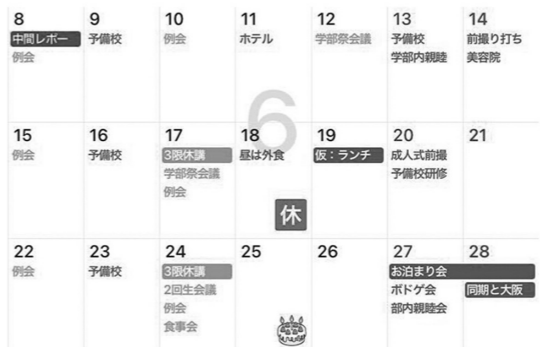 8 9 10 11 12 13 14
中間レポー 予備校 例会 ホテル 学部祭会議 予備校 前撮り打ち
例会 学部内親睦 美容院
6
15 16 17 18 19 20 21
例会 予備校 3限休講 昼は外食 仮：ランチ 成人式前撮
学部祭会議 予備校研修
例会
休
22 23 24 25 26 27 28
例会 予備校 3限休講 お泊まり会
2回生会議 ボドゲ会 同期と大阪
例会 部内親睦会
食事会